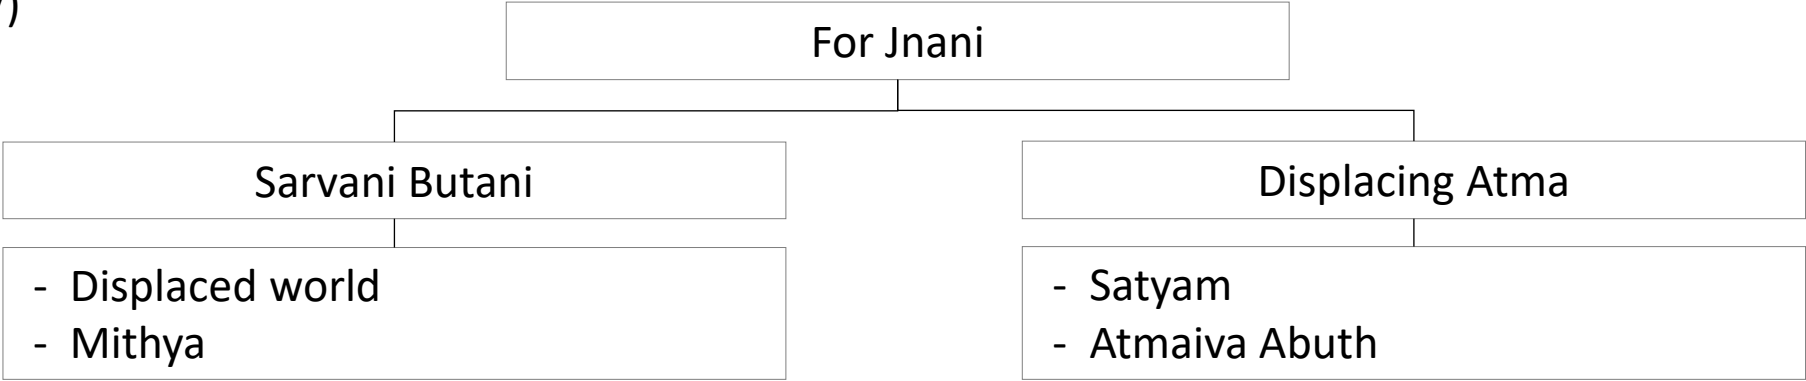 For Jnani
Sarvani Butani
Displacing Atma
- Displaced world
- Mithya
- Satyam
- Atmaiva Abuth